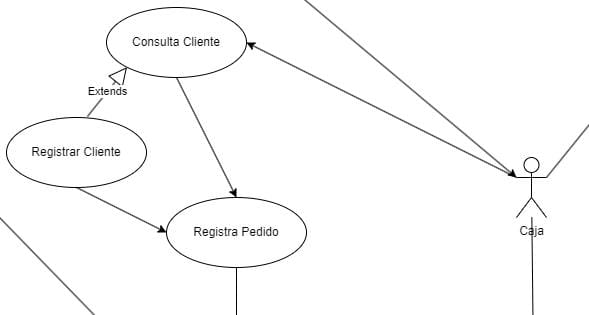 Consulta Cliente
Extends
Registrar Cliente
Registra Pedido
Caja